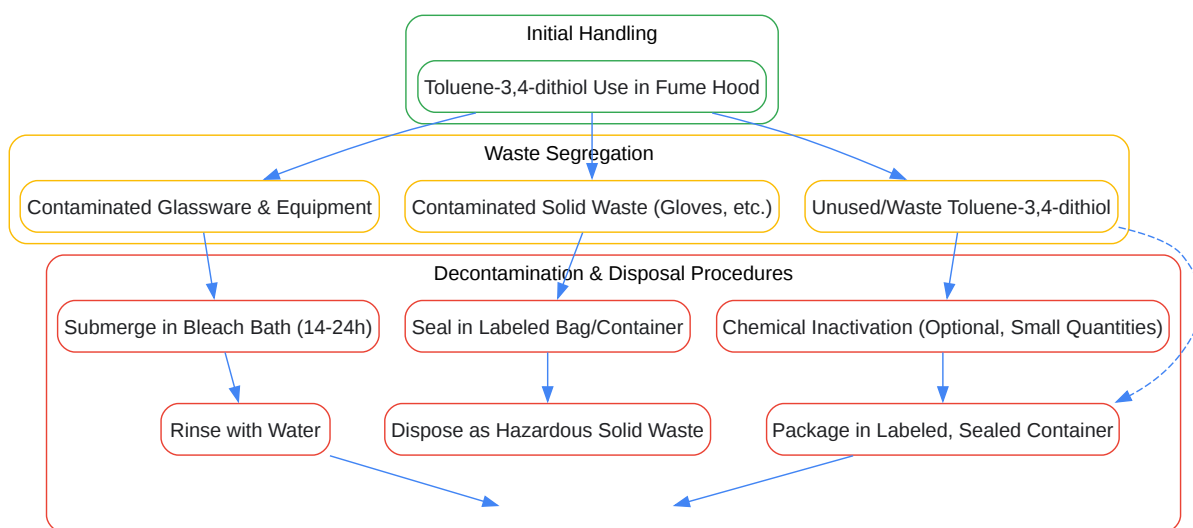 Initial Handling
Toluene-3,4-dithiol Use in Fume Hood
Waste Segregation
Contaminated Glassware & Equipment
Contaminated Solid Waste (Gloves, etc.)
Unused/Waste Toluene-3,4-dithiol
Decontamination & Disposal Procedures
Submerge in Bleach Bath (14-24h)
Seal in Labeled Bag/Container
Chemical Inactivation (Optional, Small Quantities)
Rinse with Water
Dispose as Hazardous Solid Waste
Package in Labeled, Sealed Container